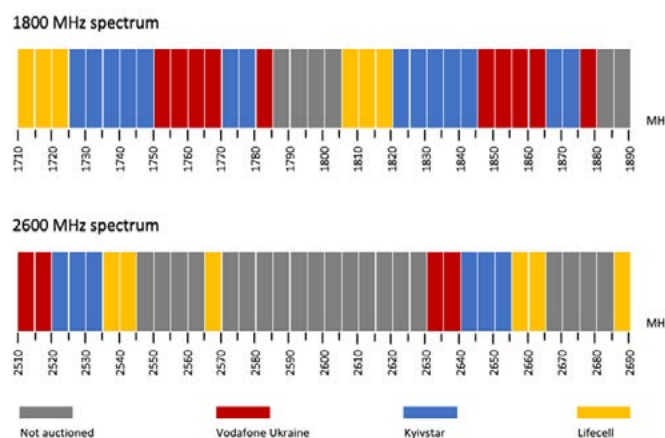 1800 MHz spectrum
MH
1710 1720 1730 1740 1750 1760 1770 1780 1790 1800 1810 1820 1830 1840 1850 1860 1870 1880 1890
2600 MHz spectrum
MH
2510 2520 2530 2540 2550 2560 2570 2580 2590 2600 2610 2620 2630 2640 2650 2660 2670 2680 2690
Not auctioned Vodafone Ukraine Kyivstar Lifecell